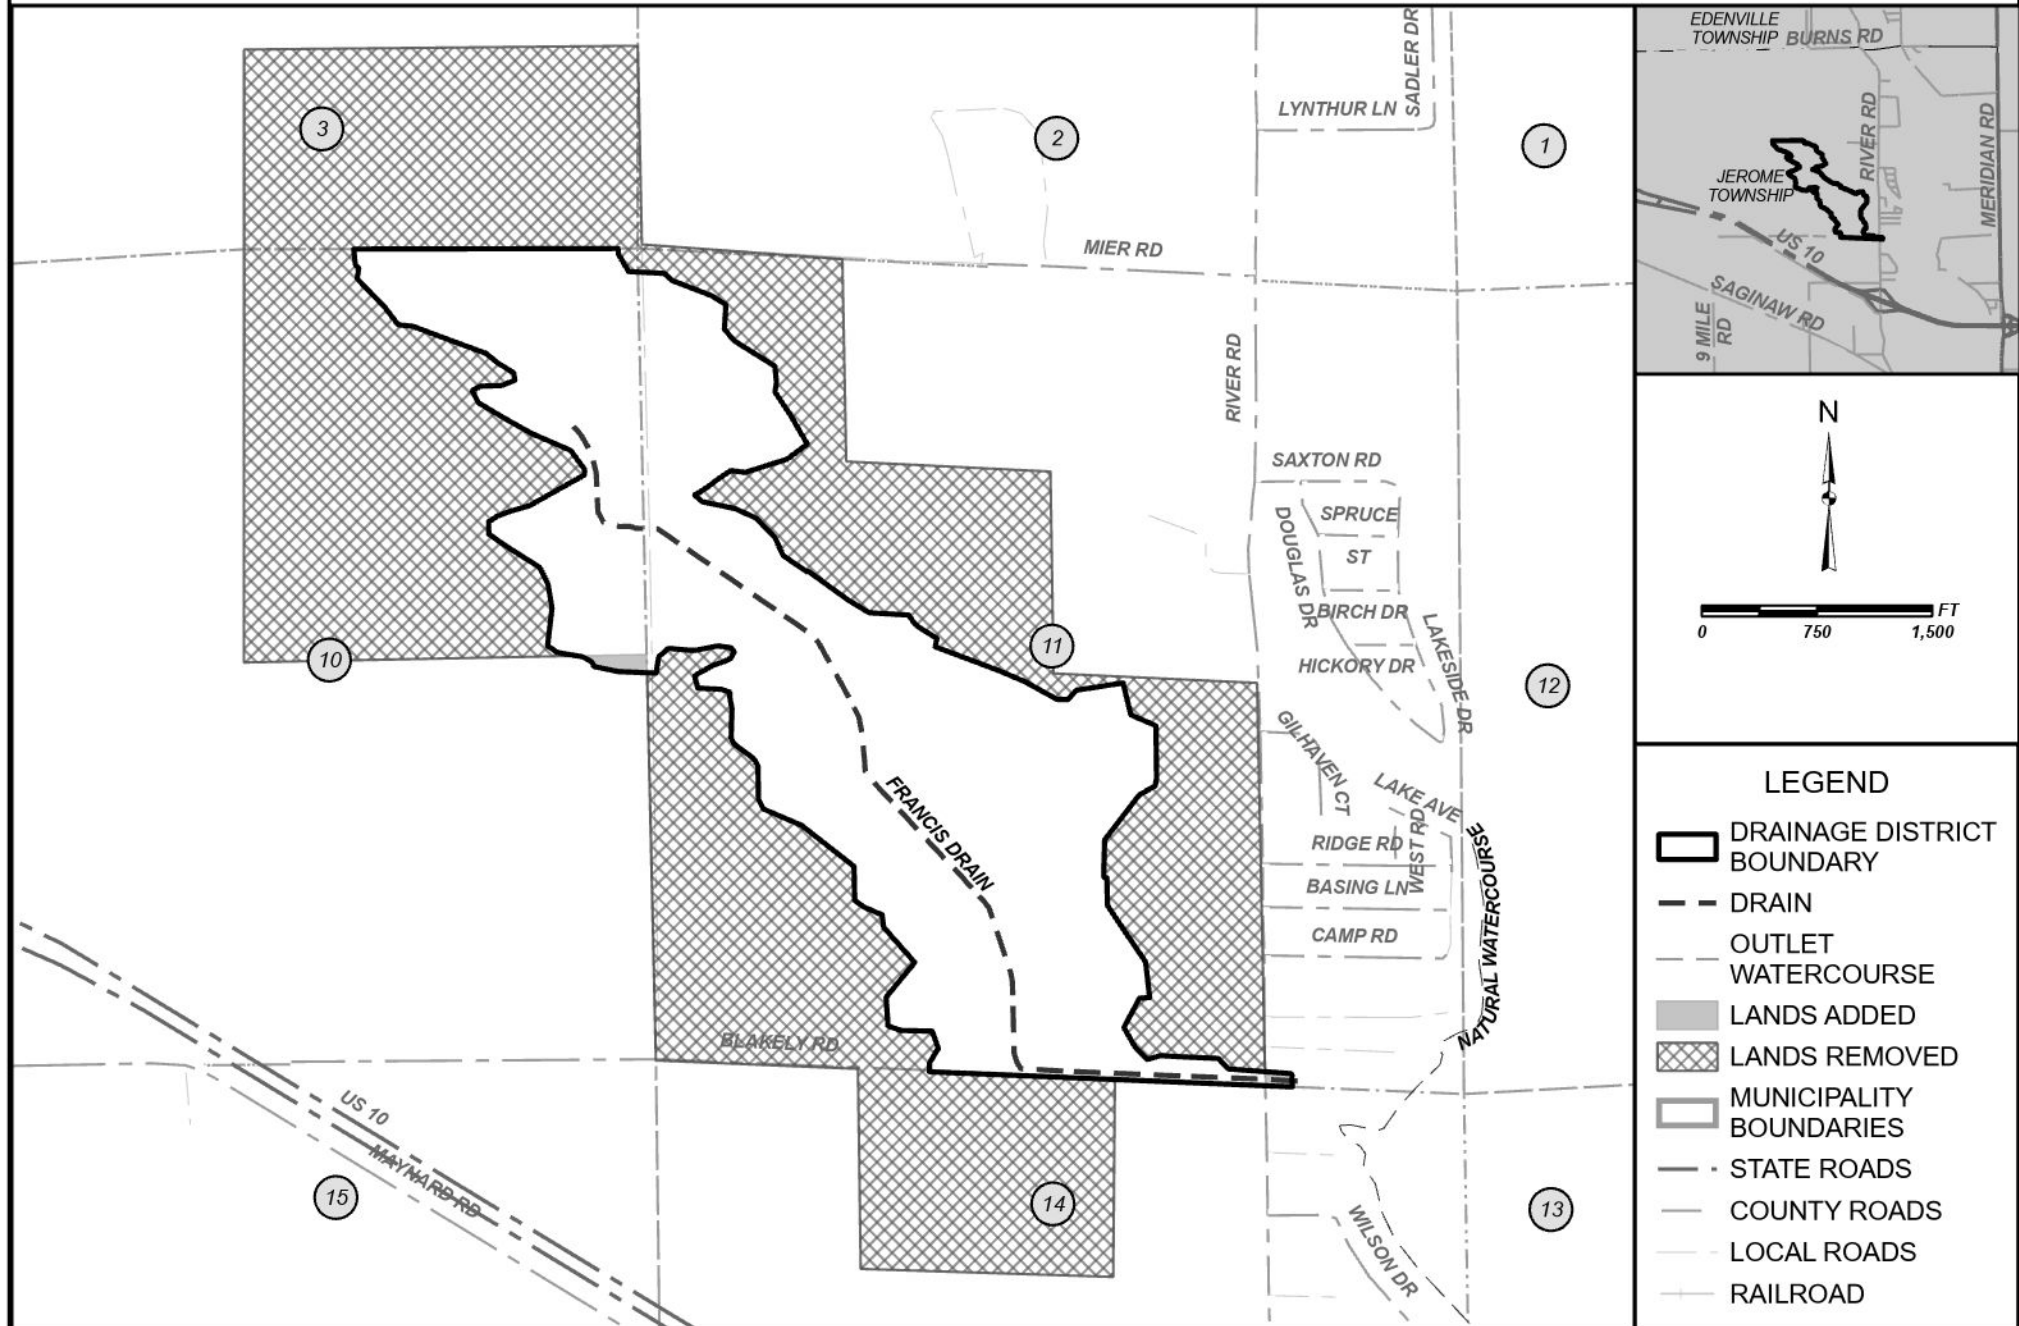 3
2
1
SADLER DR
LYNTHUR LN
MIER RD
RIVER RD
SAXTON RD
SPRUCE
ST
DOUGLAS DR
BIRCH DR
LAKESIDE DR
HICKORY DR
10
11
12
GILHAVEN CT
LAKE AVE
WEST RD
RIDGE RD
BASING LN
CAMP RD
NATURAL WATERCOURSE
FRANCIS DRAIN
BLAKELY RD
US 10
MAYNARD RD
15
14
13
WILSON DR
EDENVILLE
TOWNSHIP
BURNS RD
RIVER RD
MERIDIAN RD
JEROME
TOWNSHIP
US 10
SAGINAW RD
9 MILE
RD
N
FT
0 750 1,500
LEGEND
DRAINAGE DISTRICT
BOUNDARY
DRAIN
OUTLET
WATERCOURSE
LANDS ADDED
LANDS REMOVED
MUNICIPALITY
BOUNDARIES
STATE ROADS
COUNTY ROADS
LOCAL ROADS
RAILROAD